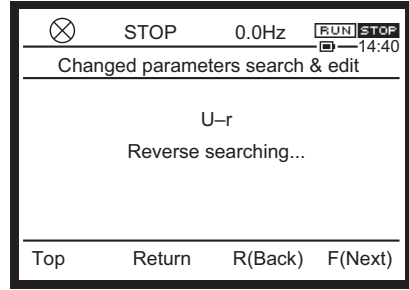 STOP 0.0Hz RUN STOP
14:40
Changed parameters search & edit
U–r
Reverse searching...
Top Return R(Back) F(Next)